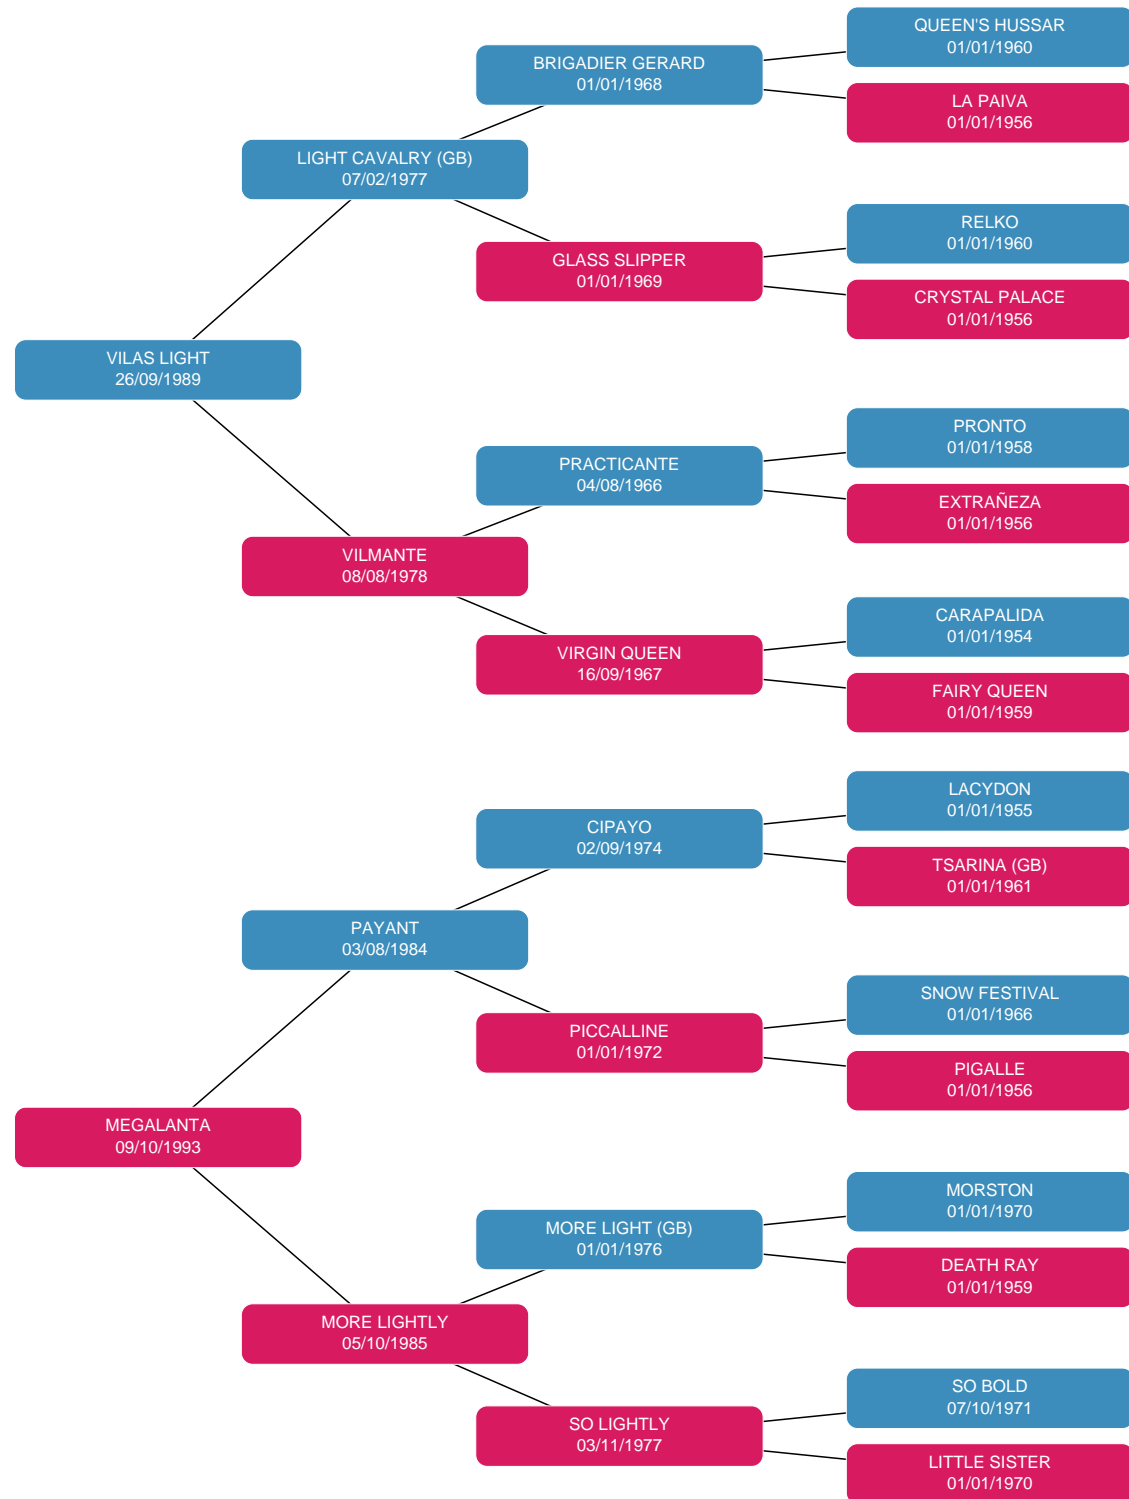 QUEEN'S HUSSAR
01/01/1960
BRIGADIER GERARD
01/01/1968
LA PAIVA
01/01/1956
LIGHT CAVALRY (GB)
07/02/1977
RELKO
01/01/1960
GLASS SLIPPER
01/01/1969
CRYSTAL PALACE
01/01/1956
VILAS LIGHT
26/09/1989
PRONTO
01/01/1958
PRACTICANTE
04/08/1966
EXTRAÑEZA
01/01/1956
VILMANTE
08/08/1978
CARAPALIDA
01/01/1954
VIRGIN QUEEN
16/09/1967
FAIRY QUEEN
01/01/1959
LACYDON
01/01/1955
CIPAYO
02/09/1974
TSARINA (GB)
01/01/1961
PAYANT
03/08/1984
SNOW FESTIVAL
01/01/1966
PICCALLINE
01/01/1972
PIGALLE
01/01/1956
MEGALANTA
09/10/1993
MORSTON
01/01/1970
MORE LIGHT (GB)
01/01/1976
DEATH RAY
01/01/1959
MORE LIGHTLY
05/10/1985
SO BOLD
07/10/1971
SO LIGHTLY
03/11/1977
LITTLE SISTER
01/01/1970